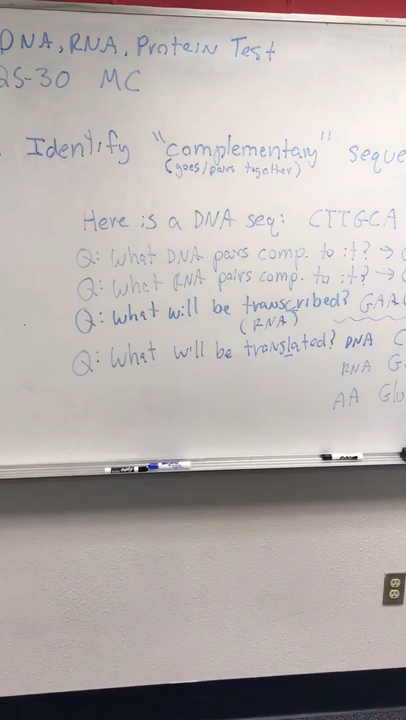 DNA, RNA, Protein Test
25-30 MC
Identify "complementary" seque
(goes/pairs together)
Here is a DNA seq: CTTGCA
Q: What DNA pairs comp. to it? →
Q: What RNA pairs comp. to it? →
Q: What will be transcribed? GAAC
(RNA)
Q: What will be translated? DNA C
RNA G
AA Glu